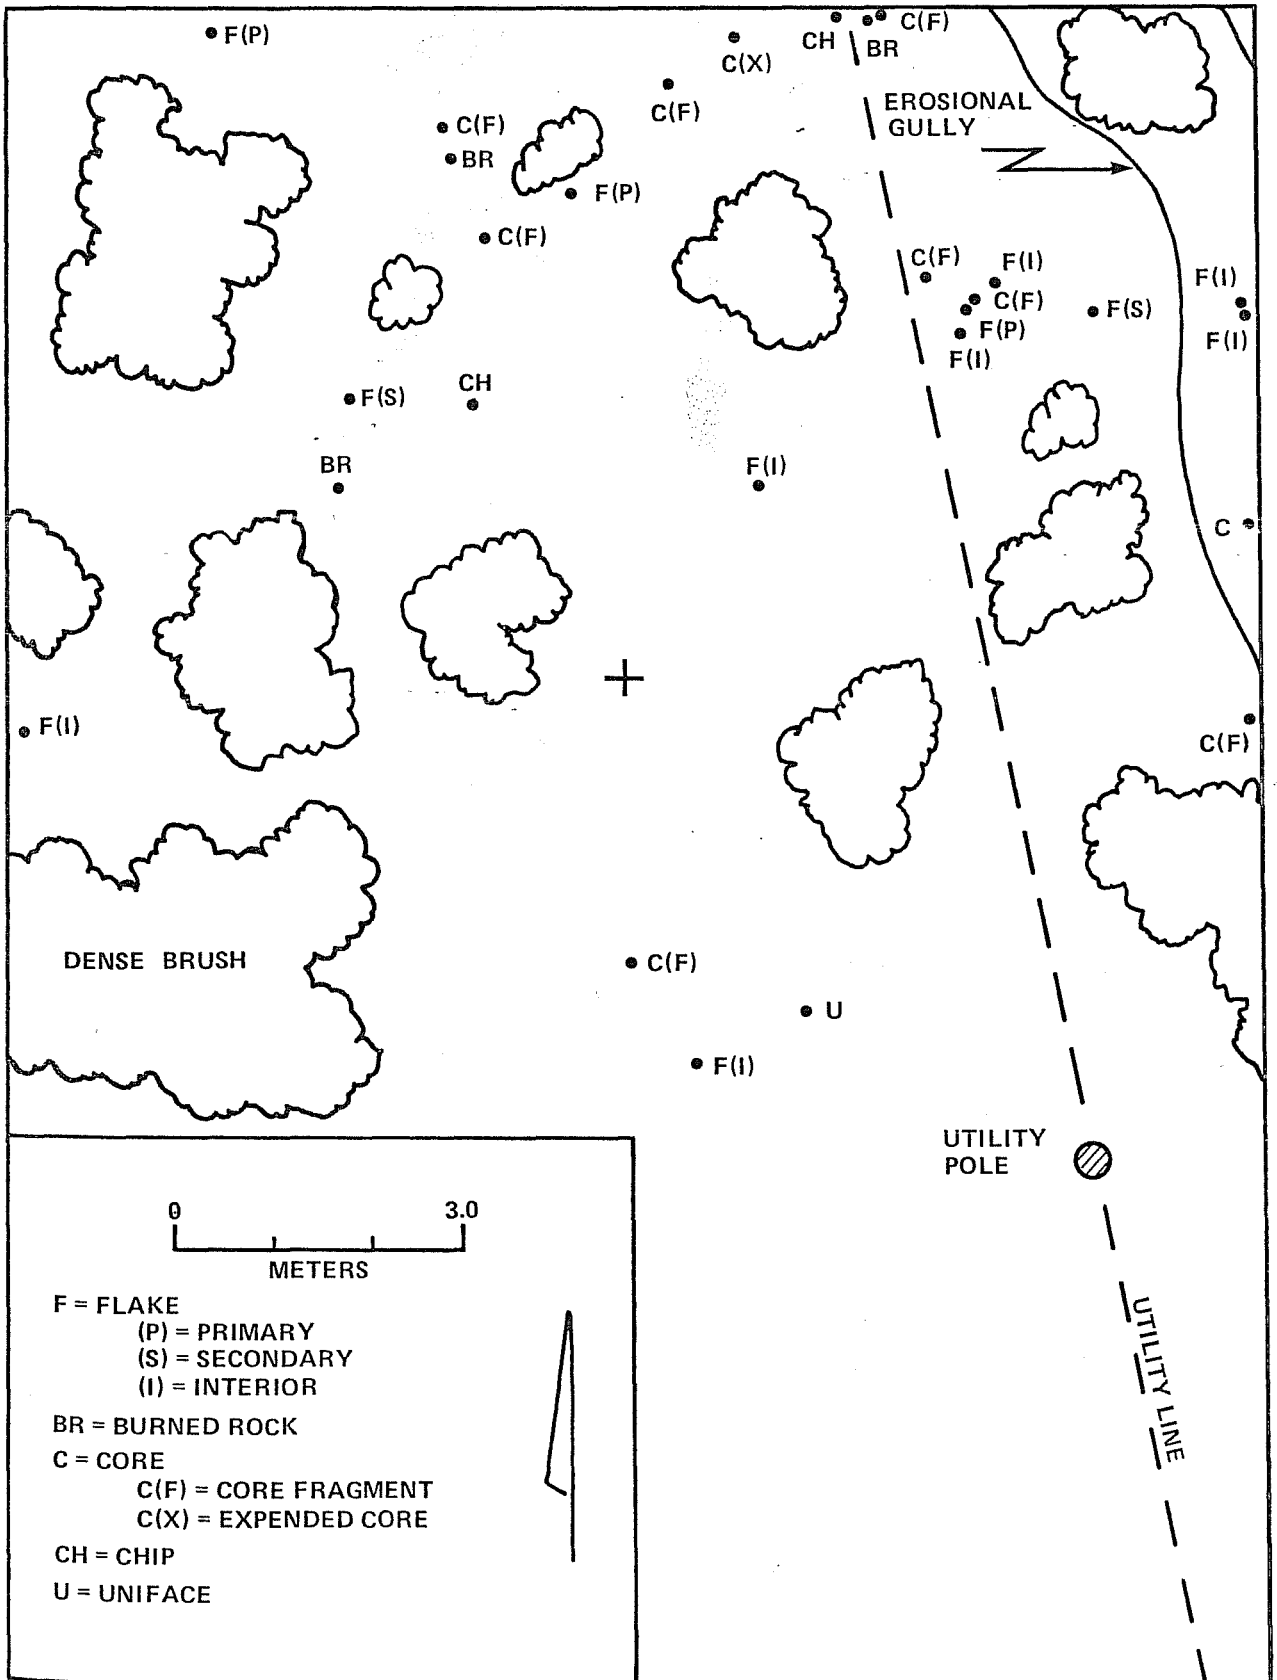 F(P)
CH
BR
C(F)
C(X)
C(F)
C(F)
BR
F(P)
C(F)
EROSIONAL
GULLY
C(F)
F(I)
C(F)
F(P)
F(I)
F(S)
F(I)
F(I)
F(S)
CH
BR
F(I)
C
F(I)
C(F)
DENSE BRUSH
C(F)
U
F(I)
UTILITY
POLE
UTILITY LINE
0 3.0
METERS
F = FLAKE
(P) = PRIMARY
(S) = SECONDARY
(I) = INTERIOR
BR = BURNED ROCK
C = CORE
C(F) = CORE FRAGMENT
C(X) = EXPENDED CORE
CH = CHIP
U = UNIFACE